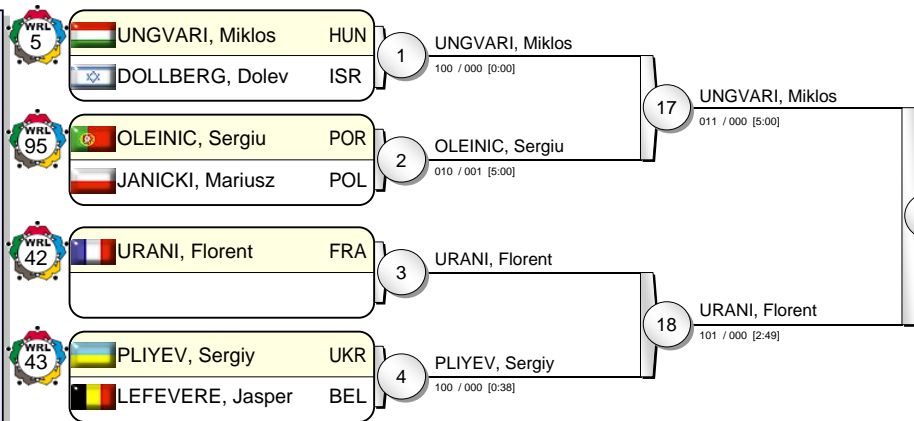 WRL
5
UNGVARI, Miklos HUN
DOLLBERG, Dolev ISR
1
UNGVARI, Miklos
100 / 000 [0:00]
WRL
95
OLEINIC, Sergiu POR
JANICKI, Mariusz POL
2
OLEINIC, Sergiu
010 / 001 [5:00]
17
UNGVARI, Miklos
011 / 000 [5:00]
WRL
42
URANI, Florent FRA
3
URANI, Florent
WRL
43
PLIYEV, Sergiy UKR
LEFEVERE, Jasper BEL
4
PLIYEV, Sergiy
100 / 000 [0:38]
18
URANI, Florent
101 / 000 [2:49]